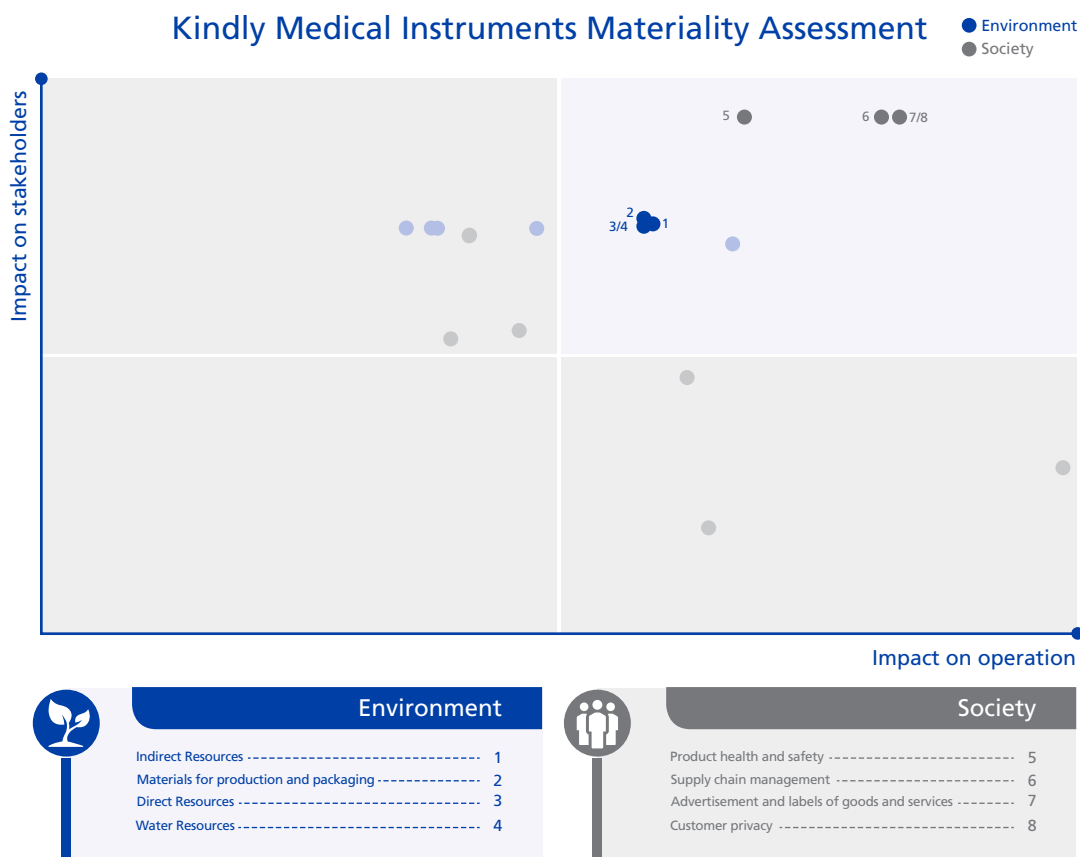 Kindly Medical Instruments Materiality Assessment
Environment
Society
Impact on stakeholders
5
6
7/8
2
3/4
1
Impact on operation
Environment
Indirect Resources 1
Materials for production and packaging 2
Direct Resources 3
Water Resources 4
Society
Product health and safety 5
Supply chain management 6
Advertisement and labels of goods and services 7
Customer privacy 8